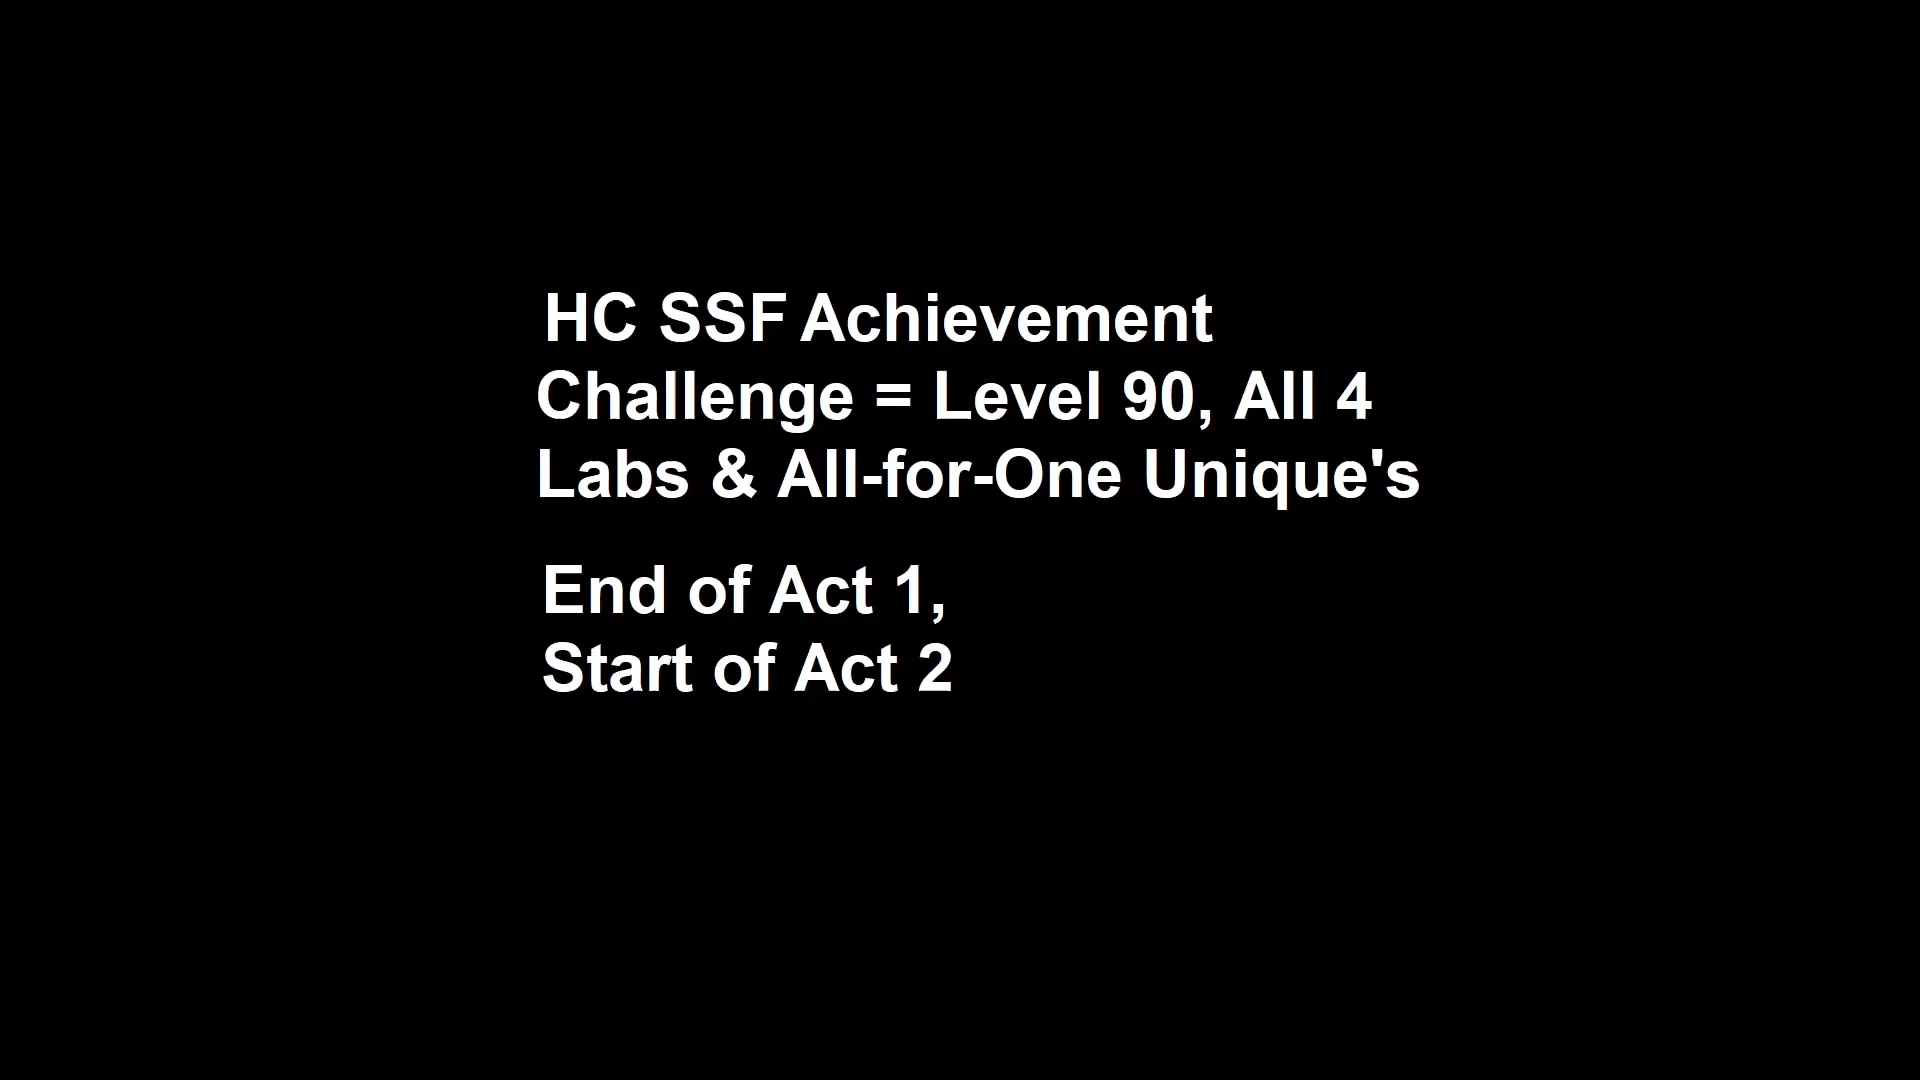 HC SSF Achievement
Challenge = Level 90, All 4
Labs & All-for-One Unique's
End of Act 1,
Start of Act 2